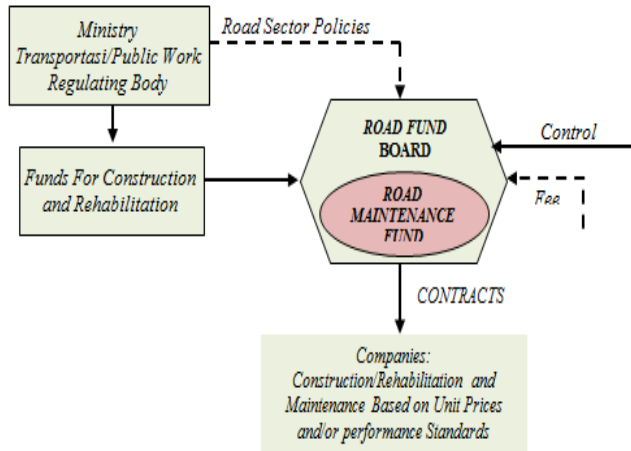 Ministry
Transportasi/Public Work
Regulating Body
Road Sector Policies
ROAD FUND
BOARD
Control
Funds For Construction
and Rehabilitation
ROAD
MAINTENANCE
FUND
Fee
CONTRACTS
Companies:
Construction/Rehabilitation and
Maintenance Based on Unit Prices
and/or performance Standards